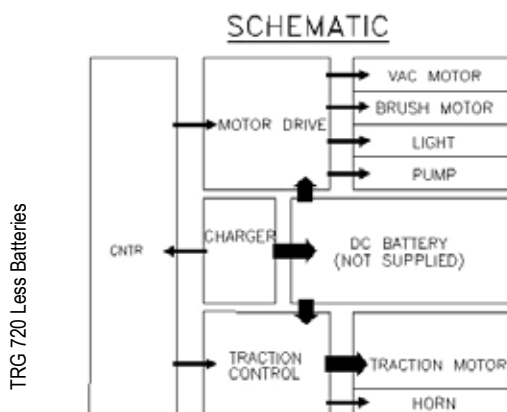 SCHEMATIC
VAC MOTOR
BRUSH MOTOR
MOTOR DRIVE
LIGHT
PUMP
CHARGER
DC BATTERY
(NOT SUPPLIED)
CNTR
TRACTION
CONTROL
TRACTION MOTOR
HORN
TRG 720 Less Batteries